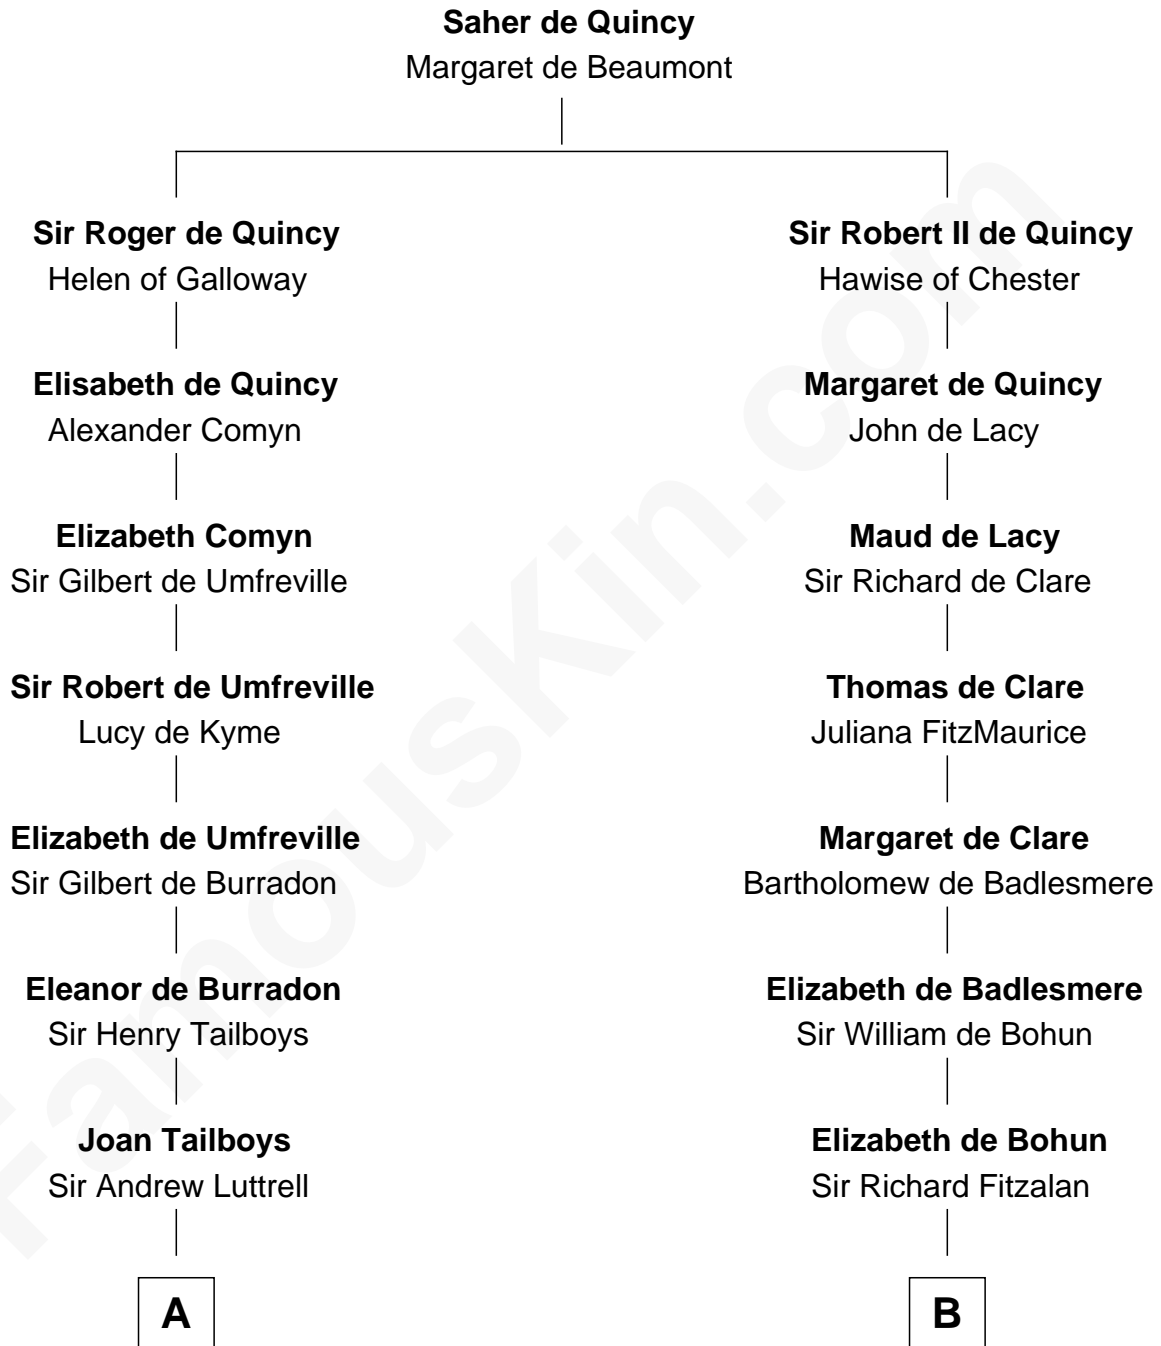 Saher de Quincy
Margaret de Beaumont
Sir Roger de Quincy
Helen of Galloway
Sir Robert II de Quincy
Hawise of Chester
Elisabeth de Quincy
Alexander Comyn
Margaret de Quincy
John de Lacy
Elizabeth Comyn
Sir Gilbert de Umfreville
Maud de Lacy
Sir Richard de Clare
Sir Robert de Umfreville
Lucy de Kyme
Thomas de Clare
Juliana FitzMaurice
Elizabeth de Umfreville
Sir Gilbert de Burradon
Margaret de Clare
Bartholomew de Badlesmere
Eleanor de Burradon
Sir Henry Tailboys
Elizabeth de Badlesmere
Sir William de Bohun
Joan Tailboys
Sir Andrew Luttrell
Elizabeth de Bohun
Sir Richard Fitzalan
A
B
FamousKin.com